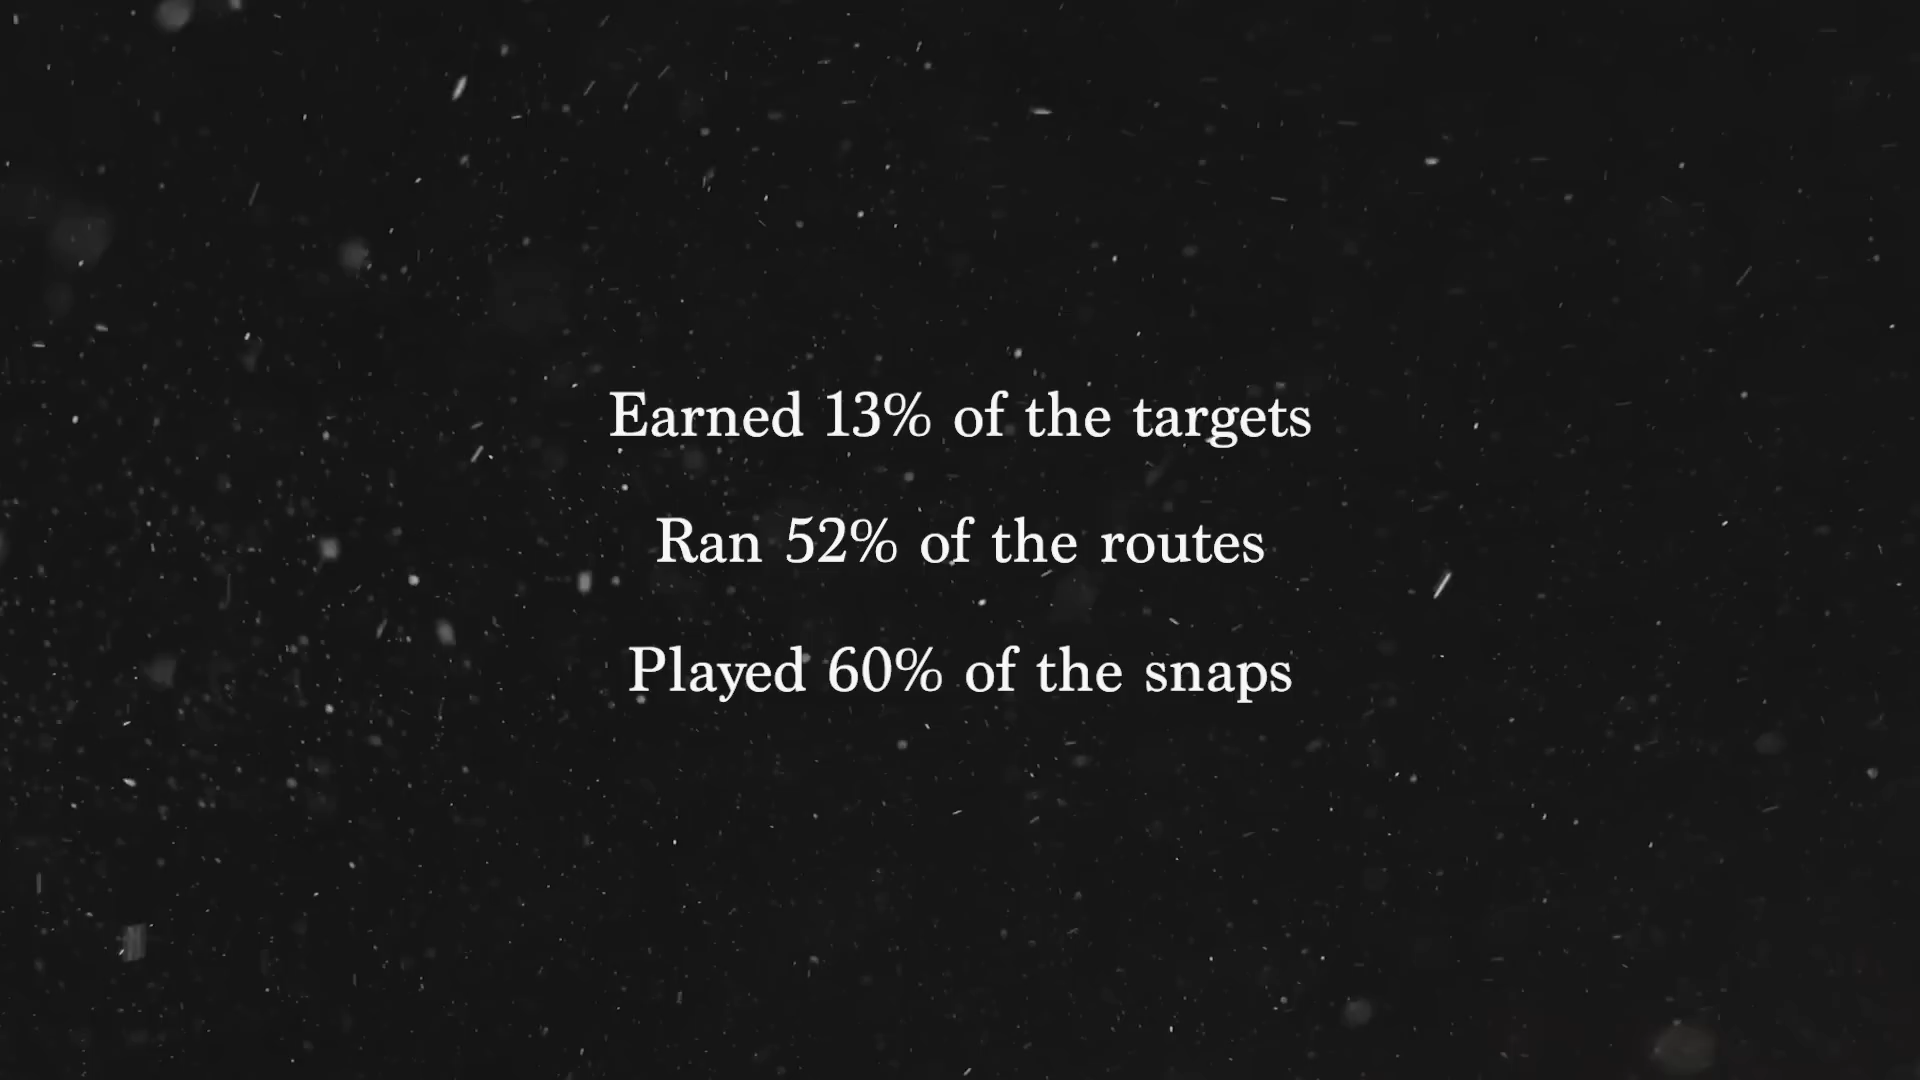 Earned 13% of the targets
Ran 52% of the routes
Played 60% of the snaps